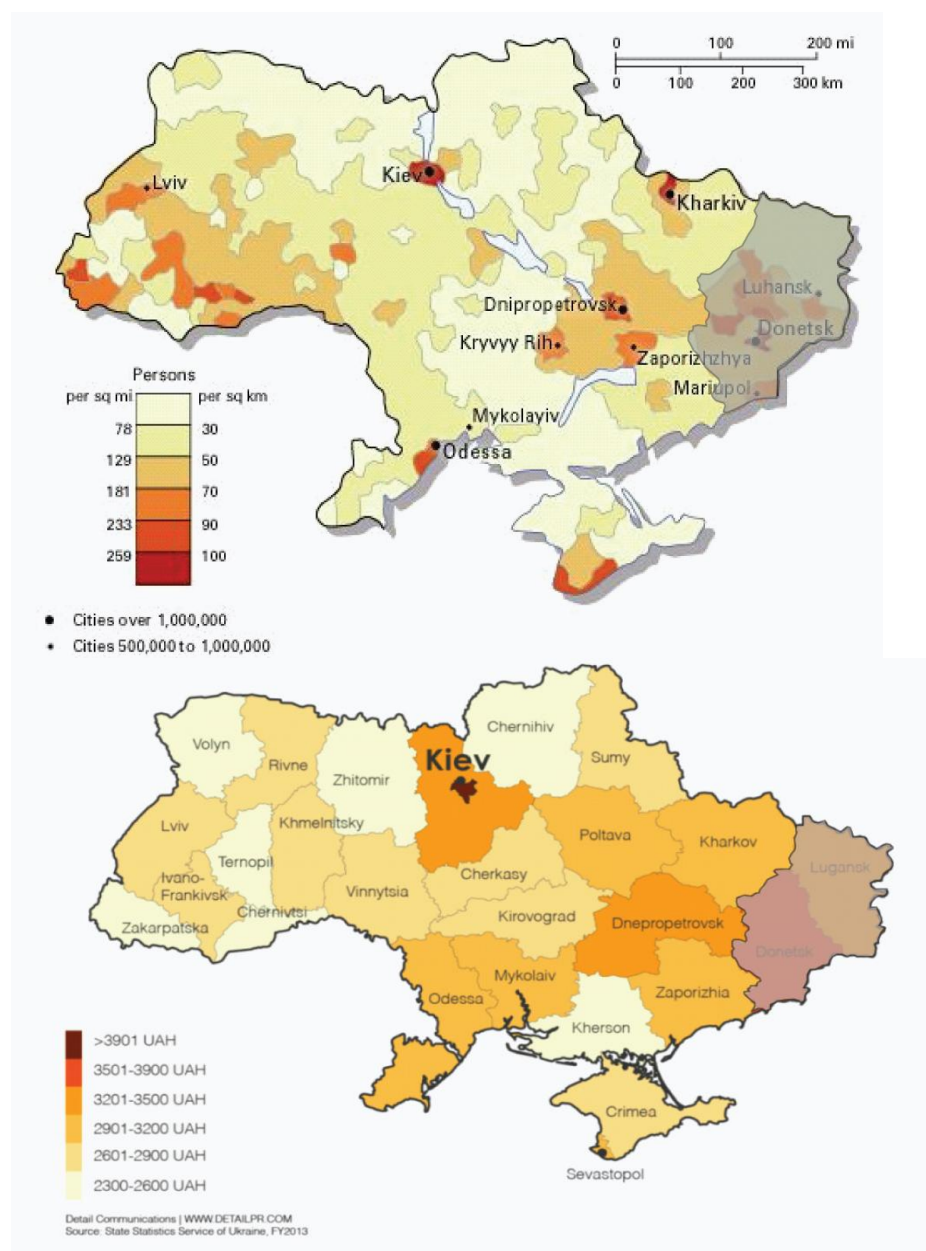 0 100 200 mi
0 100 200 300 km
Kiev
Lviv
Kharkiv
Luhansk
Dnipropetrovsk
Donetsk
Kryvyy Rih
Zaporizhzhya
Mariupol
Mykolayiv
Odessa
Persons
per sq mi per sq km
78 30
129 50
181 70
233 90
259 100
Cities over 1,000,000
Cities 500,000 to 1,000,000
Chernihiv
Volyn
Kiev
Sumy
Rivne
Zhitomir
Lviv
Khmelnitsky
Poltava
Kharkov
Ternopil
Lugansk
Cherkasy
Ivano-
Frankivsk
Vinnytsia
Chernivtsi
Kirovograd
Dnepropetrovsk
Zakarpatska
Donetsk
Mykolaiv
Odessa
Zaporizhia
Kherson
>3901 UAH
3501-3900 UAH
3201-3500 UAH
2901-3200 UAH
2601-2900 UAH
2300-2600 UAH
Crimea
Sevastopol
Detail Communications | WWW.DETAILPR.COM
Source: State Statistics Service of Ukraine, FY2013